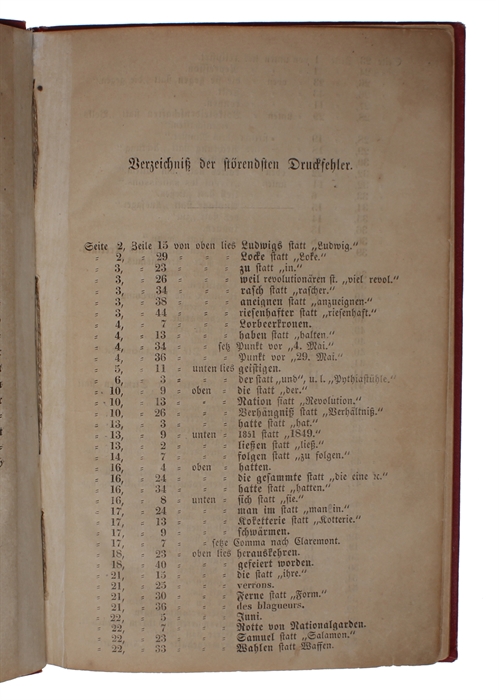 Verzeichniß der störendsten Druckfehler.
Seite 2, Zeile 15 von oben lies Ludwigs statt „Ludwig."
= 2, = 29 = = = Locke statt „Loke."
= 3, = 23 = = = zu statt „in."
= 3, = 26 = = = weil revolutionären st. „viel revol."
= 3, = 34 = = = rasch statt „rascher."
= 3, = 38 = = = aneignen statt „anzueignen."
= 3, = 44 = = = riesenhafter statt „riesenhaft."
= 4, = 7 = = = Lorbeerkronen.
= 4, = 13 = = = haben statt „halten."
= 4, = 34 = = setz Punkt vor „4. Mai."
= 4, = 36 = = = Punkt vor „29. Mai."
= 5, = 11 = unten lies geistigen.
= 6, = 3 = = = der statt „und", u. l. „Pythiastühle."
= 10, = 9 = oben = die statt „der."
= 10, = 13 = = = Nation statt „Revolution."
= 10, = 26 = = = Verhängniß statt „Verhältniß."
= 13, = 3 = = = hatte statt „hat."
= 13, = 9 = unten = 1851 statt „1849."
= 13, = 2 = = = ließen statt „ließ."
= 14, = 7 = = = folgen statt „zu folgen."
= 16, = 4 = oben = hatten.
= 16, = 24 = = = die gesammte statt „die eine ꝛc."
= 16, = 34 = = = hatte statt „hatten."
= 16, = 8 = unten = sich statt „sie."
= 17, = 24 = = = man im statt „man in."
= 17, = 13 = = = Koketterie statt „Kotterie."
= 17, = 9 = = = schwärmen.
= 17, = 7 = = setze Comma nach Claremont.
= 18, = 23 = oben lies herauskehren.
= 18, = 40 = = = gefeiert worden.
= 21, = 15 = = = die statt „ihre."
= 21, = 25 = = = verrons.
= 21, = 30 = = = Ferne statt „Form."
= 21, = 36 = = = des blagueurs.
= 22, = 5 = = = Juni.
= 22, = 7 = = = Rotte von Nationalgarden.
= 22, = 23 = = = Samuel statt „Salamon."
= 22, = 33 = = = Wahlen statt Waffen.